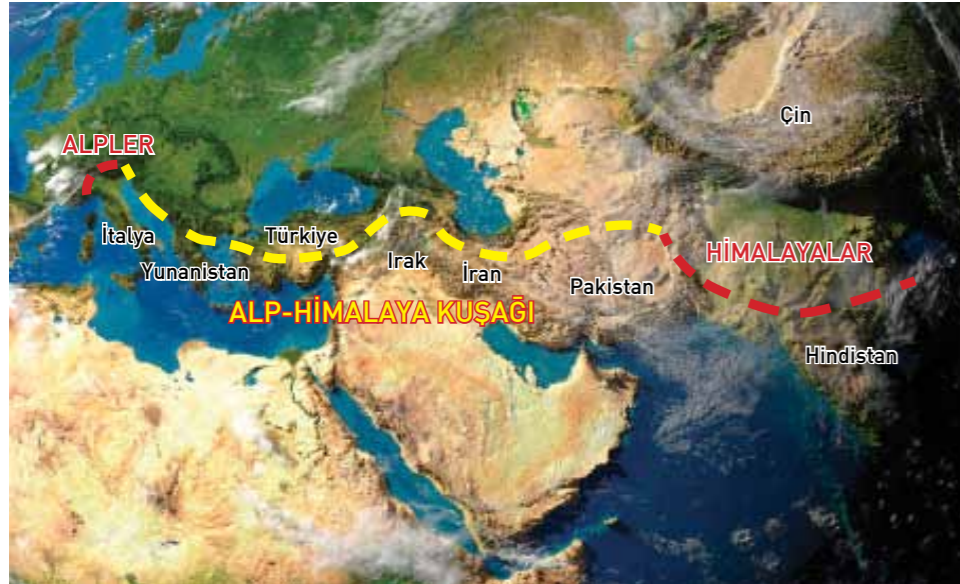 Çin
ALPLER
İtalya
Türkiye
Yunanistan
Irak
İran
HİMALAYALAR
Pakistan
ALP-HİMALAYA KUŞAĞI
Hindistan